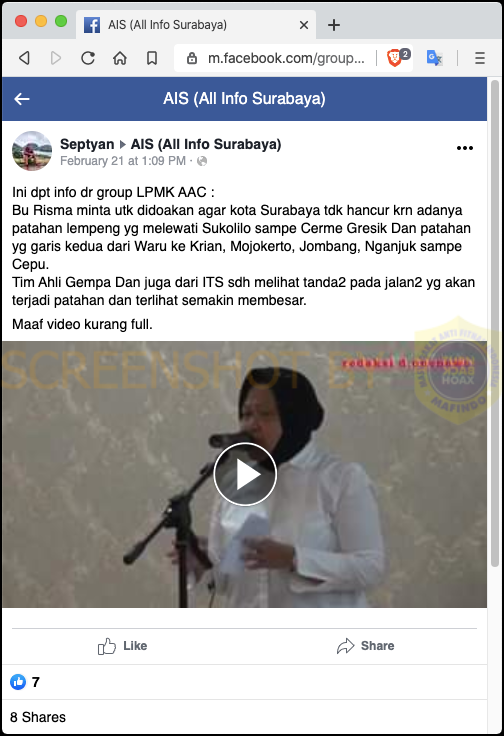 AIS (All Info Surabaya)
m.facebook.com/group...
2
AIS (All Info Surabaya)
Septyan ▸ AIS (All Info Surabaya)
February 21 at 1:09 PM ·
Ini dpt info dr group LPMK AAC :
Bu Risma minta utk didoakan agar kota Surabaya tdk hancur krn adanya
patahan lempeng yg melewati Sukolilo sampe Cerme Gresik Dan patahan
yg garis kedua dari Waru ke Krian, Mojokerto, Jombang, Nganjuk sampe
Cepu.
Tim Ahli Gempa Dan juga dari ITS sdh melihat tanda2 pada jalan2 yg akan
terjadi patahan dan terlihat semakin membesar.
Maaf video kurang full.
SCREENSHOT BY
redaksi
HOAX
MAFINDO
Like
Share
7
8 Shares